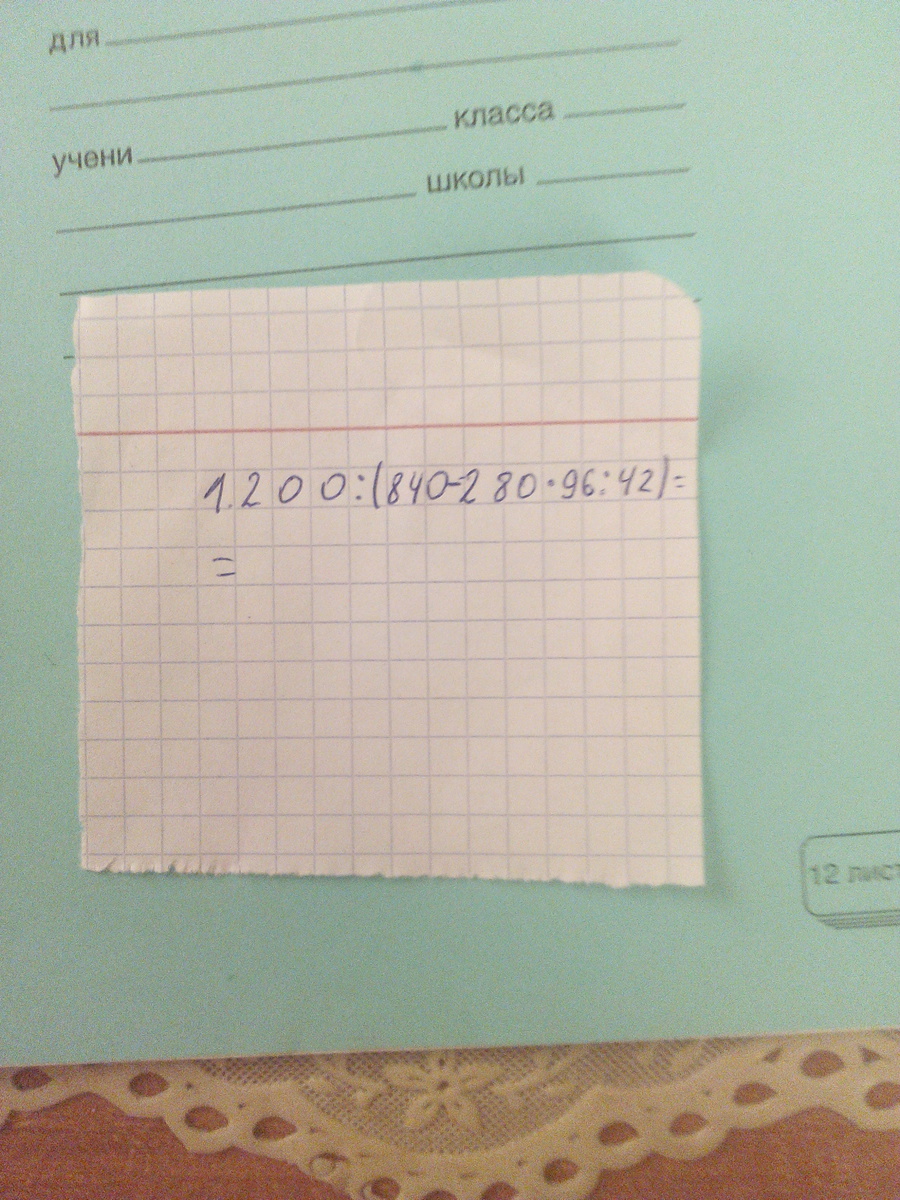 для
класса
учени
школы
1.200:(840-280·96:42)=
=
12 лист